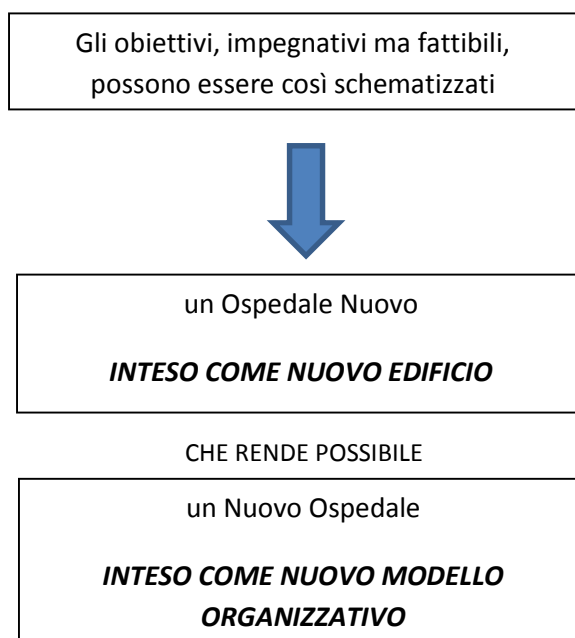 Gli obiettivi, impegnativi ma fattibili,
possono essere così schematizzati
un Ospedale Nuovo
INTESO COME NUOVO EDIFICIO
CHE RENDE POSSIBILE
un Nuovo Ospedale
INTESO COME NUOVO MODELLO
ORGANIZZATIVO